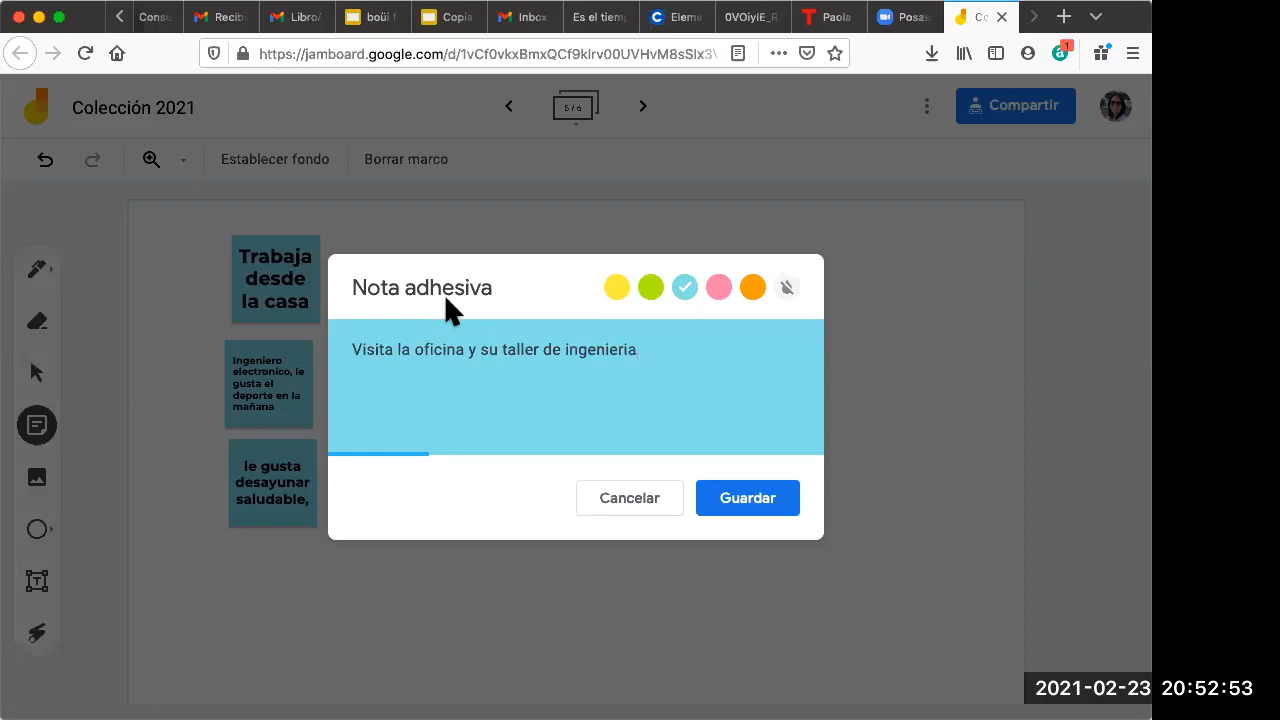 Consu
Recibi
Libro/
boüi f
Copia
Inbox
Es el tiemp
Eleme
0VOiyiE_R
Paola
Posas
Co
https://jamboard.google.com/d/1vCf0vkxBmxQCf9kIrv00UVHvM8sSlx3V
1
Colección 2021
5 / 6
Compartir
Establecer fondo
Borrar marco
Trabaja
desde
la casa
Ingeniero
electronico, le
gusta el
deporte en la
mañana
le gusta
desayunar
saludable,
Nota adhesiva
Visita la oficina y su taller de ingenieria
Cancelar
Guardar
2021-02-23 20:52:53